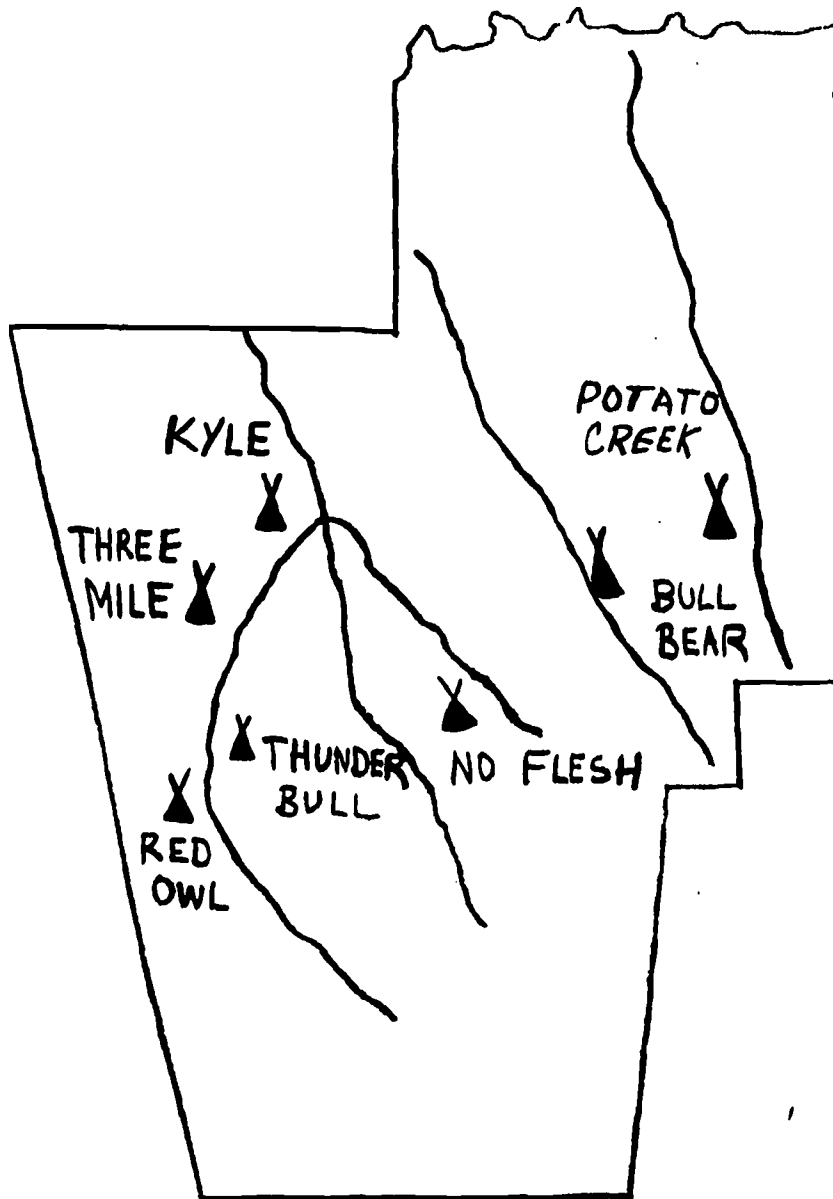 POTATO
CREEK
KYLE
THREE
MILE
BULL
BEAR
THUNDER
BULL
NO FLESH
RED
OWL